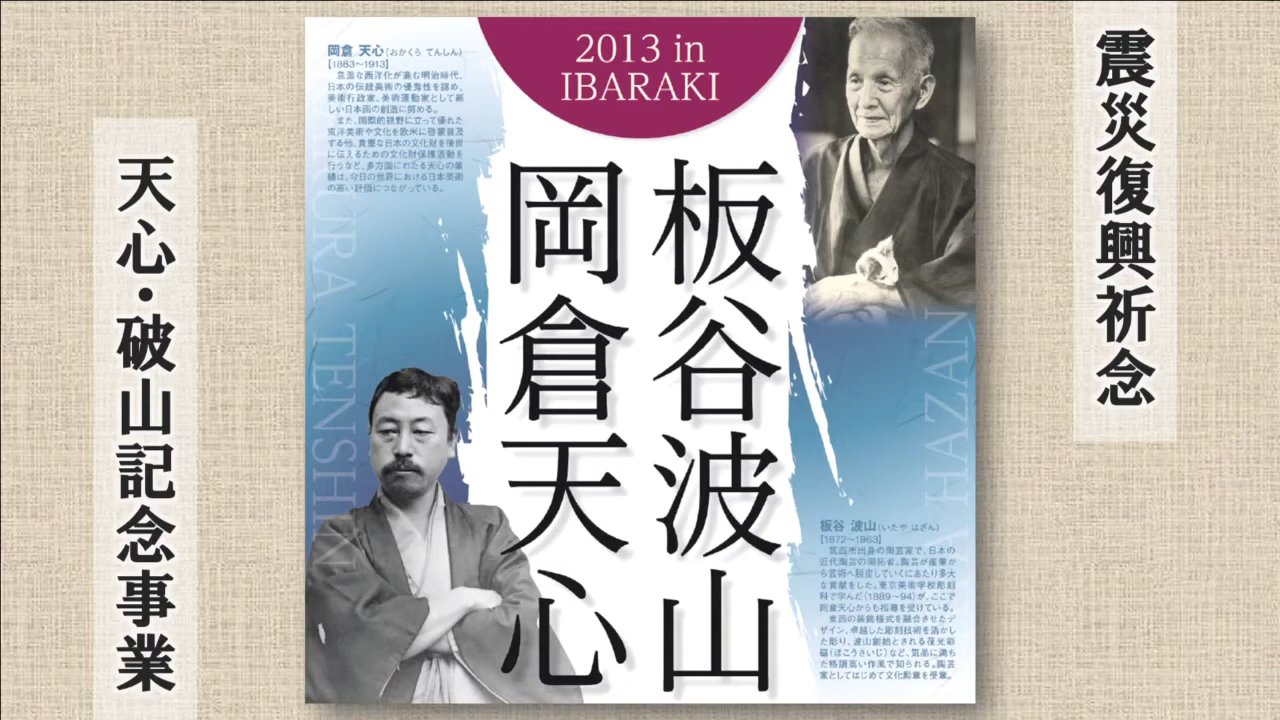 震災復興祈念
2013 in
IBARAKI
板谷波山
岡倉天心
岡倉 天心(おかくら てんしん)
【1863〜1913】
急激な西洋化が進む明治時代、
日本の伝統美術の優秀性を認め、
美術行政家、美術運動家として新
しい日本画の創造に努める。
また、国際的視野に立って優れた
東洋美術や文化を欧米に啓蒙普及
する他、貴重な日本の文化財を後世
に伝えるための文化財保護活動を
行うなど、多方面にわたる天心の業
績は、今日の世界における日本美術
の高い評価につながっている。
URA TENSHIN
HAZAN
板谷 波山(いたや はざん)
【1872〜1963】
筑西市出身の陶芸家で、日本の
近代陶芸の開拓者。陶芸が産業か
ら芸術へ脱皮していくにあたり多大
な貢献をした。東京美術学校彫刻
科で学んだ(1889〜94)が、ここで
岡倉天心からも指導を受けている。
東西の装飾様式を融合させたデ
ザイン、卓越した彫刻技術を活かし
た彫り、波山創始とされる葆光彩
磁(ほこうさいじ)など、気品に満ち
た格調高い作風で知られる。陶芸
家としてはじめて文化勲章を受章。
天心・破山記念事業